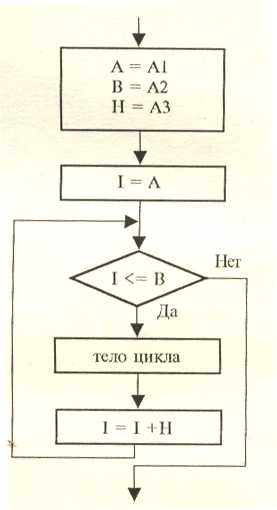 A = A1
B = A2
H = A3
I = A
I <= B
Нет
Да
тело цикла
I = I +H